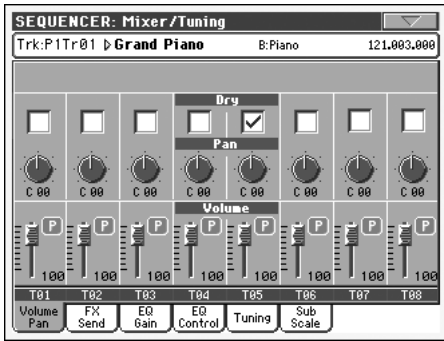 SEQUENCER: Mixer/Tuning
Trk:P1Tr01 ▷Grand Piano B:Piano 121.003.000
Dry
Pan
C 00 C 00 C 00 C 00 C 00 C 00 C 00 C 00
Volume
P P P P P P P P
100 100 100 100 100 100 100 100
T01 T02 T03 T04 T05 T06 T07 T08
Volume Pan FX Send EQ Gain EQ Control Tuning Sub Scale